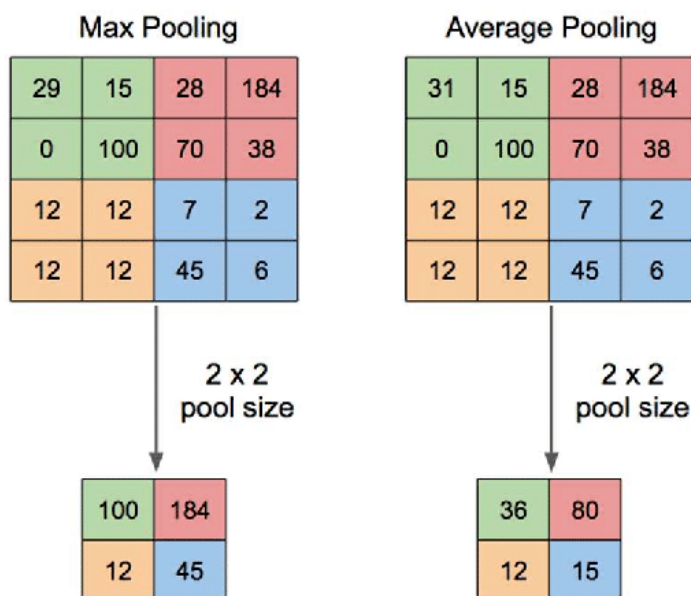 Max Pooling
29 15 28 184
0 100 70 38
12 12 7 2
12 12 45 6
2 x 2
pool size
100 184
12 45
Average Pooling
31 15 28 184
0 100 70 38
12 12 7 2
12 12 45 6
2 x 2
pool size
36 80
12 15